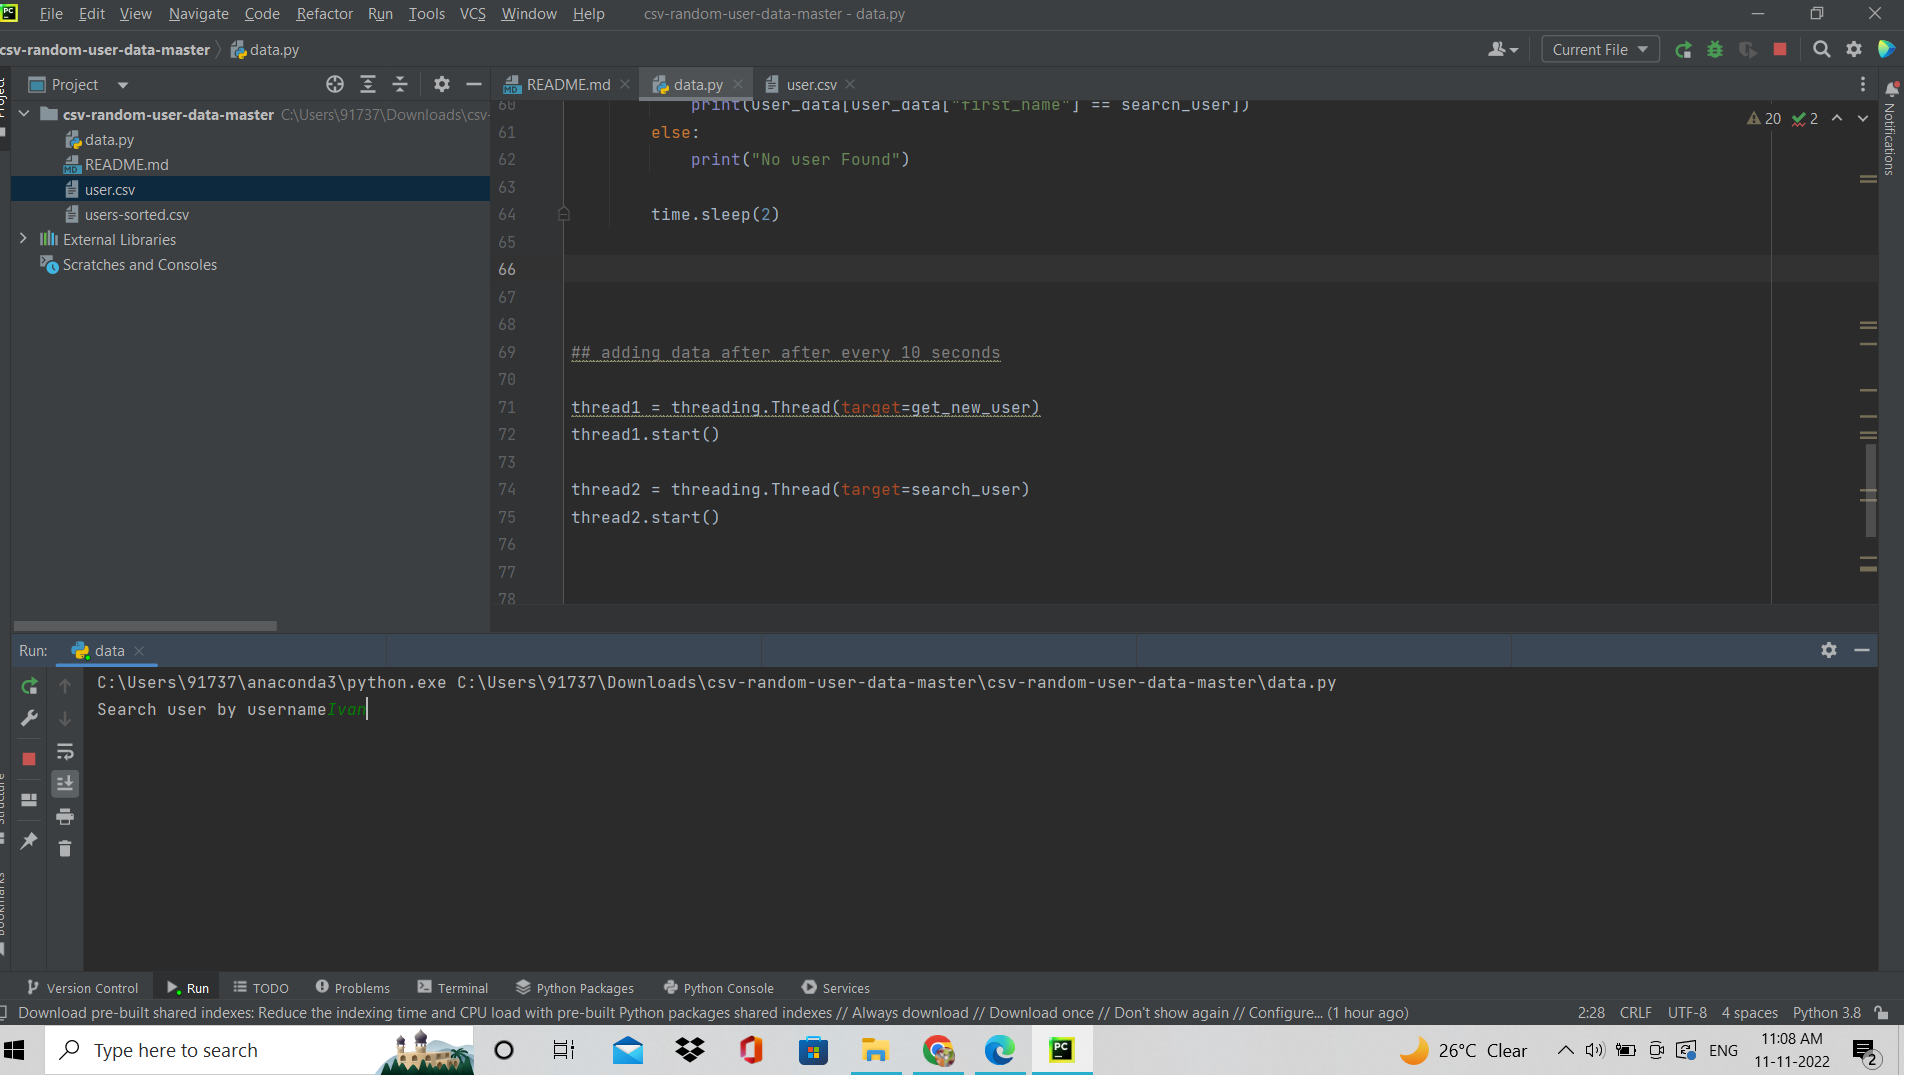 File Edit View Navigate Code Refactor Run Tools VCS Window Help csv-random-user-data-master - data.py
csv-random-user-data-master data.py Current File
Project
README.md data.py user.csv
csv-random-user-data-master C:\Users\91737\Downloads\csv-
data.py
README.md
user.csv
users-sorted.csv
External Libraries
Scratches and Consoles
60 print(user_data[user_data["first_name"] == search_user])
61 else:
62 print("No user Found")
63
64 time.sleep(2)
65
66
67
68
69 ## adding data after after every 10 seconds
70
71 thread1 = threading.Thread(target=get_new_user)
72 thread1.start()
73
74 thread2 = threading.Thread(target=search_user)
75 thread2.start()
76
77
78
20 2
Notifications
Run: data
C:\Users\91737\anaconda3\python.exe C:\Users\91737\Downloads\csv-random-user-data-master\csv-random-user-data-master\data.py
Search user by usernameIvan
Version Control Run TODO Problems Terminal Python Packages Python Console Services
Download pre-built shared indexes: Reduce the indexing time and CPU load with pre-built Python packages shared indexes // Always download // Download once // Don't show again // Configure... (1 hour ago) 2:28 CRLF UTF-8 4 spaces Python 3.8
Type here to search
PC
26°C Clear ENG
11:08 AM
11-11-2022
2